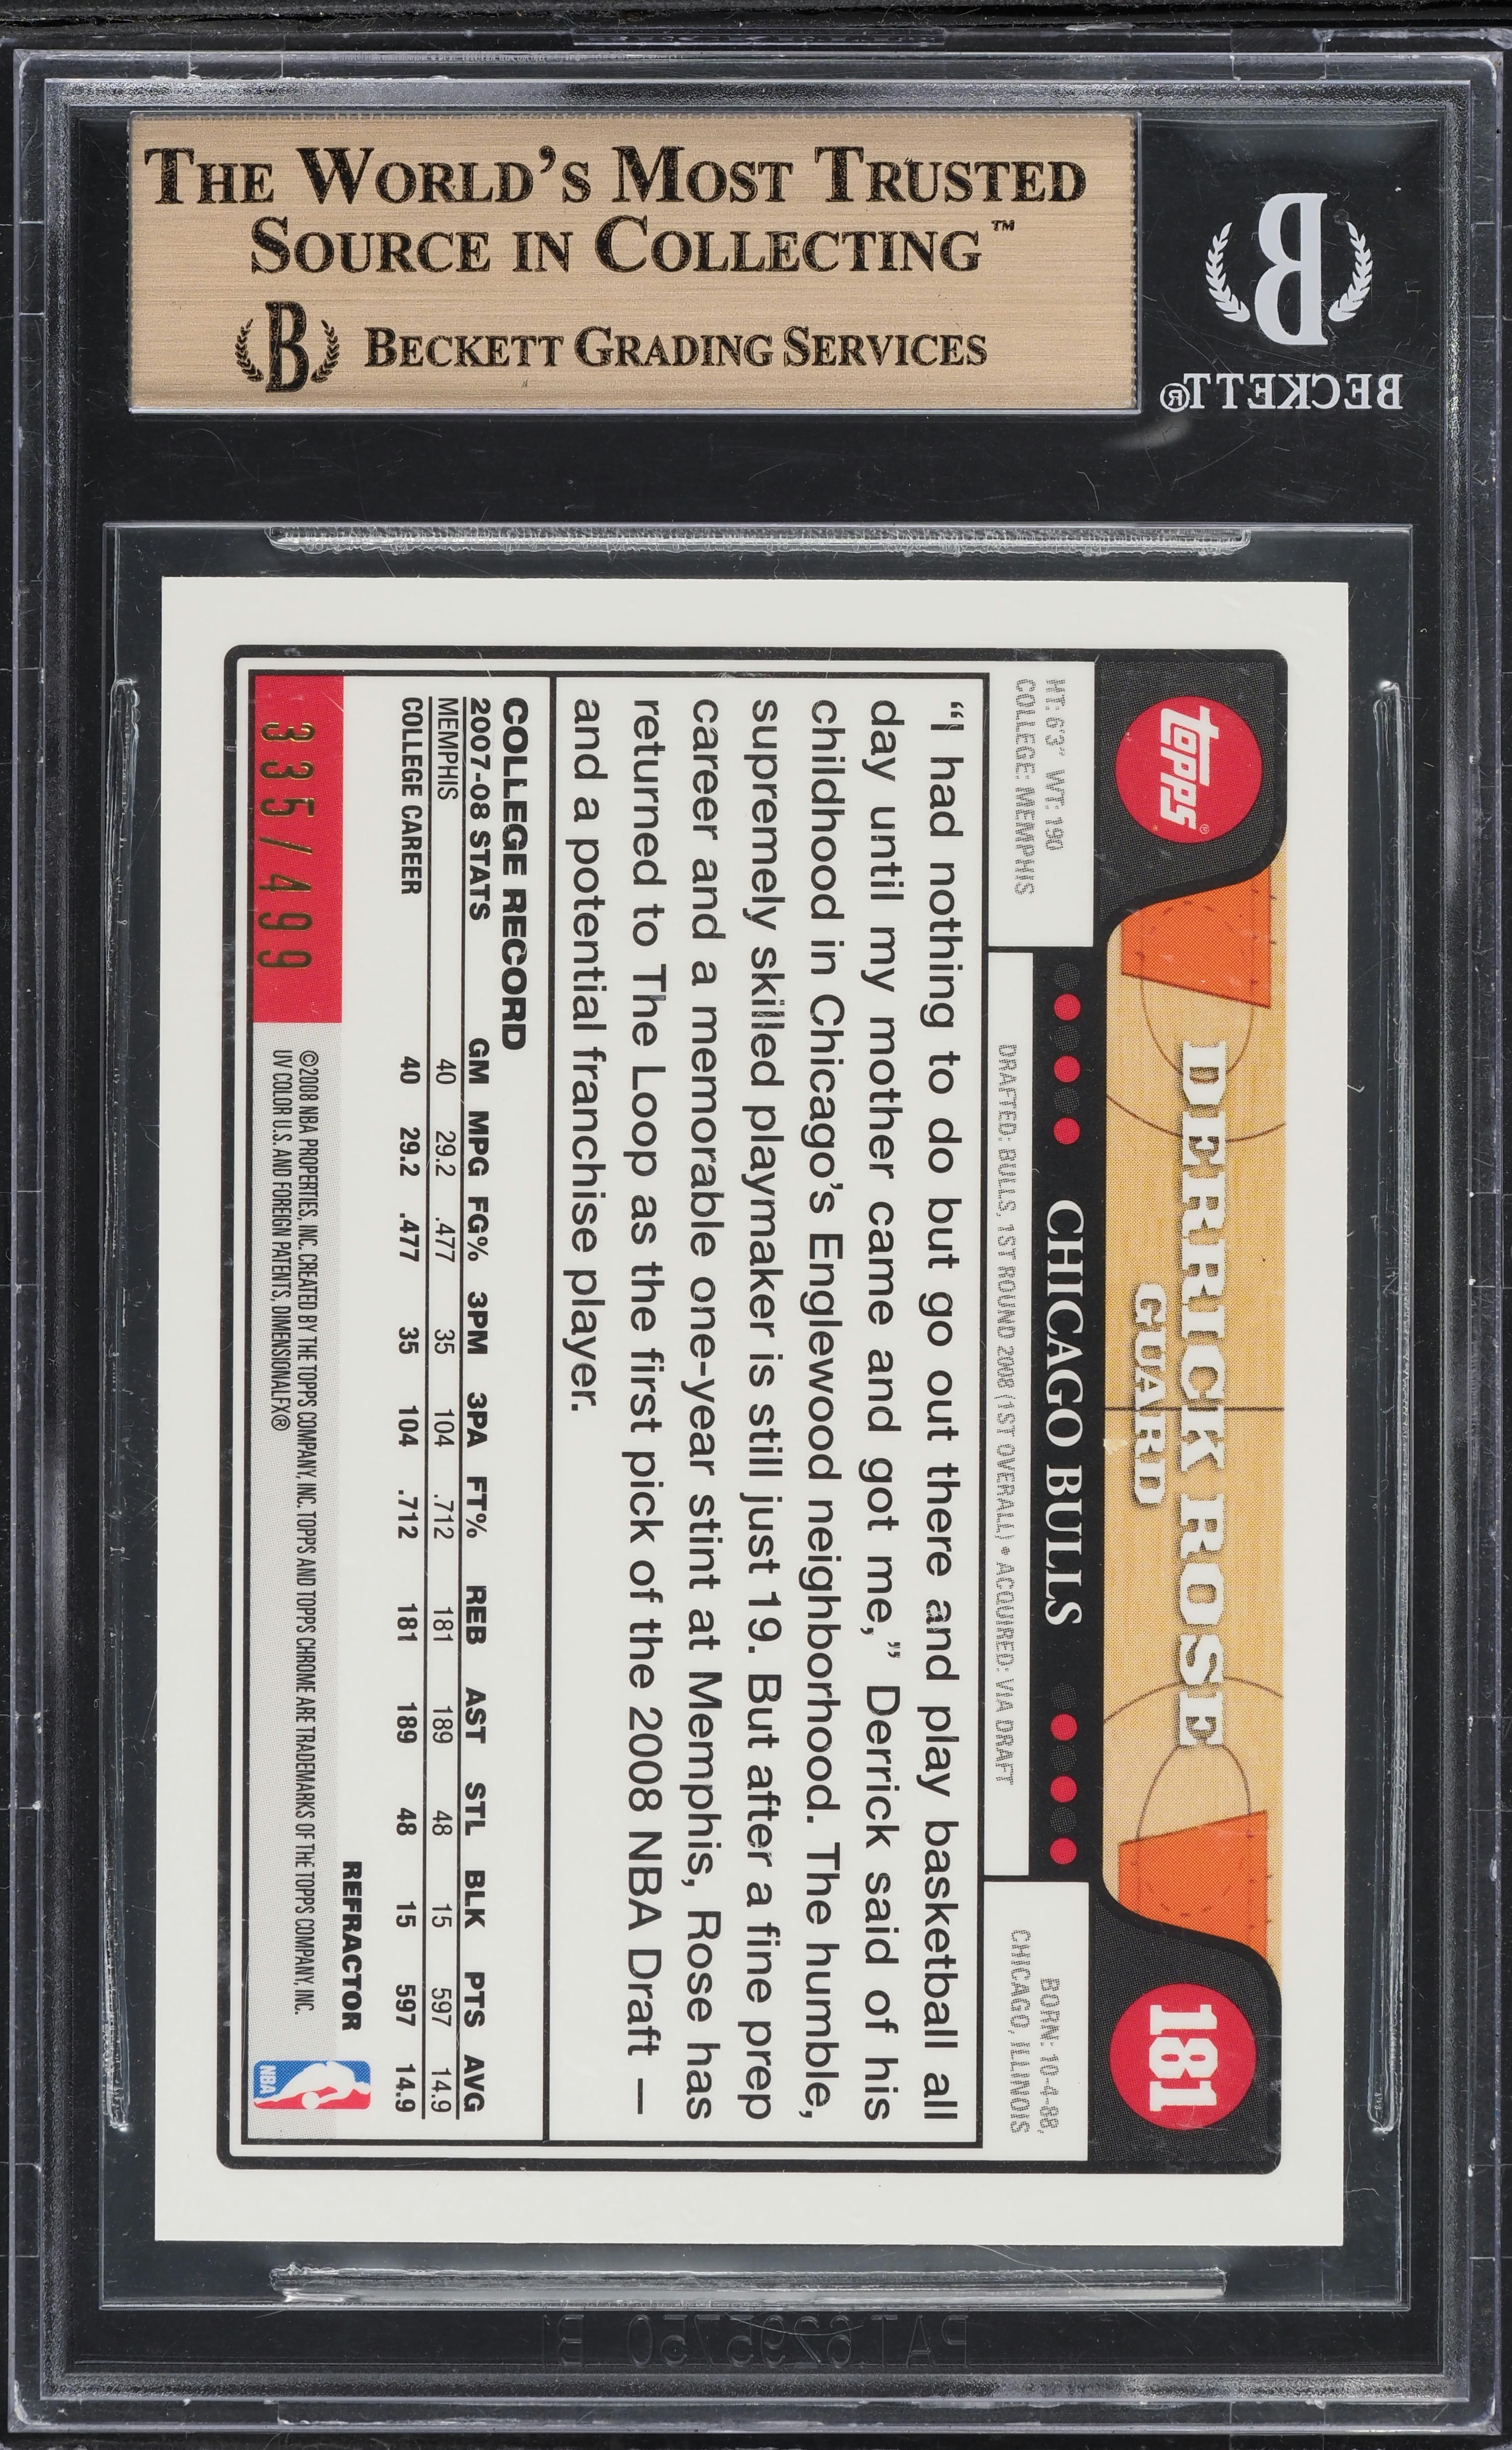 THE WORLD'S MOST TRUSTED
SOURCE IN COLLECTING™
B BECKETT GRADING SERVICES
B
BECKETT®
topps®
DERRICK ROSE
GUARD
181
CHICAGO BULLS
HT: 6'3" WT: 190
COLLEGE: MEMPHIS
DRAFTED: BULLS, 1ST ROUND 2008 (1ST OVERALL) • ACQUIRED: VIA DRAFT
BORN: 10-4-88,
CHICAGO, ILLINOIS
“I had nothing to do but go out there and play basketball all
day until my mother came and got me,” Derrick said of his
childhood in Chicago’s Englewood neighborhood. The humble,
supremely skilled playmaker is still just 19. But after a fine prep
career and a memorable one-year stint at Memphis, Rose has
returned to The Loop as the first pick of the 2008 NBA Draft —
and a potential franchise player.
COLLEGE RECORD
2007-08 STATS GM MPG FG% 3PM 3PA FT% REB AST STL BLK PTS AVG
MEMPHIS 40 29.2 .477 35 104 .712 181 189 48 15 597 14.9
COLLEGE CAREER 40 29.2 .477 35 104 .712 181 189 48 15 597 14.9
REFRACTOR
335/499
©2008 NBA PROPERTIES, INC. CREATED BY THE TOPPS COMPANY, INC. TOPPS AND TOPPS CHROME ARE TRADEMARKS OF THE TOPPS COMPANY, INC.
UV COLOR U.S. AND FOREIGN PATENTS, DIMENSIONALFX®
NBA